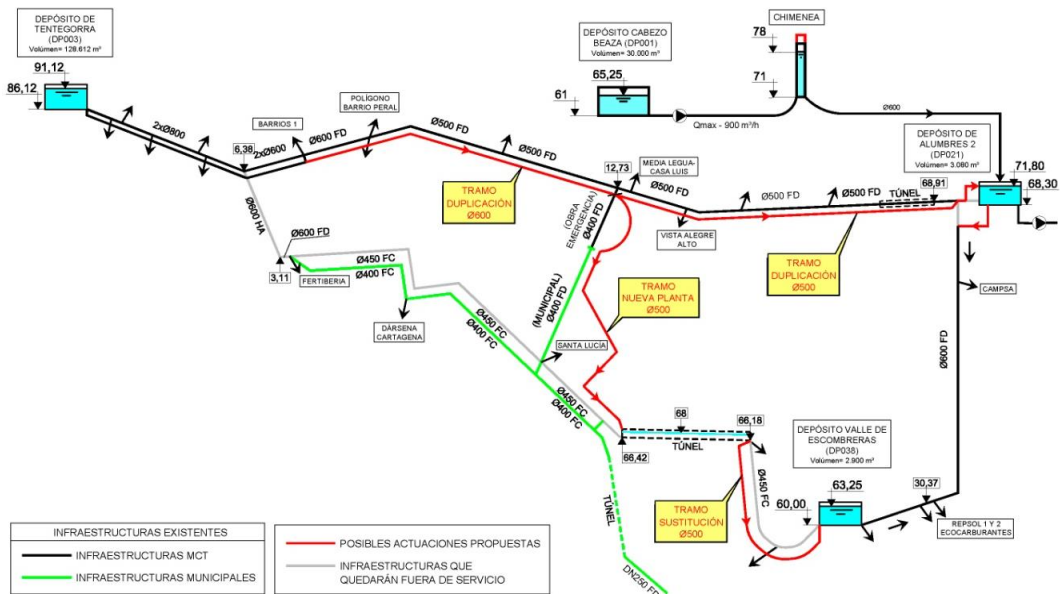 DEPÓSITO DE
TENTEGORRA
(DP003)
Volúmen= 128.612 m³
91,12
86,12
2xØ800
6,38
BARRIOS 1
2xØ600
Ø600 FD
POLÍGONO
BARRIO PERAL
Ø500 FD
Ø500 FD
TRAMO
DUPLICACIÓN
Ø600
12,73
MEDIA LEGUA-
CASA LUIS
Ø500 FD
VISTA ALEGRE
ALTO
DEPÓSITO CABEZO
BEAZA (DP001)
Volúmen= 30.000 m³
65,25
61
Qmax - 900 m³/h
CHIMENEA
78
71
Ø600
DEPÓSITO DE
ALUMBRES 2
(DP021)
Volúmen= 3.080 m³
71,80
68,30
68,91
TÚNEL
Ø500 FD
Ø500 FD
TRAMO
DUPLICACIÓN
Ø500
(OBRA
EMERGENCIA)
Ø400 FD
(MUNICIPAL)
Ø400 FD
TRAMO
NUEVA PLANTA
Ø500
Ø600 HA
Ø600 FD
3,11
FERTIBERIA
Ø450 FC
Ø400 FC
DÁRSENA
CARTAGENA
Ø450 FC
Ø400 FC
SANTA LUCÍA
Ø450 FC
Ø400 FC
66,42
68
TÚNEL
66,18
Ø450 FC
TRAMO
SUSTITUCIÓN
Ø500
DEPÓSITO VALLE DE
ESCOMBRERAS
(DP038)
Volúmen= 2.900 m³
63,25
60,00
30,37
REPSOL 1 Y 2
ECOCARBURANTES
CAMPSA
Ø600 FD
TÚNEL
DN250 FD
INFRAESTRUCTURAS EXISTENTES
INFRAESTRUCTURAS MCT
INFRAESTRUCTURAS MUNICIPALES
POSIBLES ACTUACIONES PROPUESTAS
INFRAESTRUCTURAS QUE
QUEDARÁN FUERA DE SERVICIO